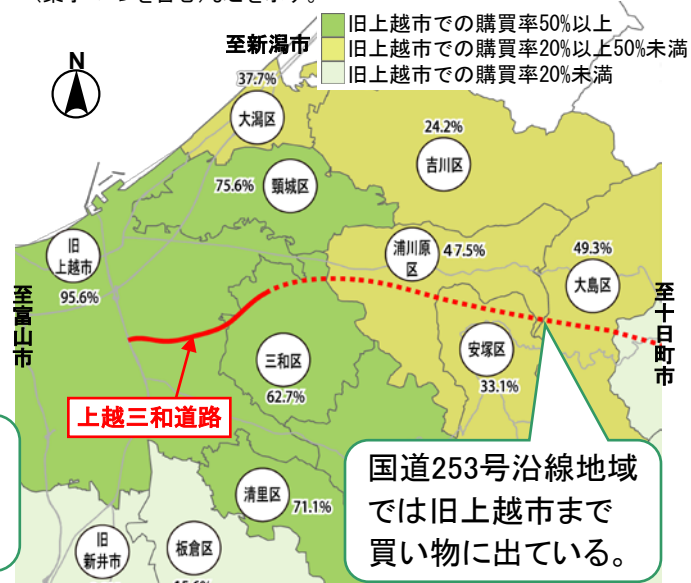 至新潟市
旧上越市での購買率50%以上
旧上越市での購買率20%以上50%未満
旧上越市での購買率20%未満
N
37.7%
大潟区
24.2%
吉川区
75.6%
頸城区
旧
上越市
95.6%
浦川原
区
47.5%
49.3%
大島区
至富山市
至十日町市
三和区
62.7%
安塚区
33.1%
上越三和道路
清里区
71.1%
国道253号沿線地域
では旧上越市まで
買い物に出ている。
旧
新井市
板倉区